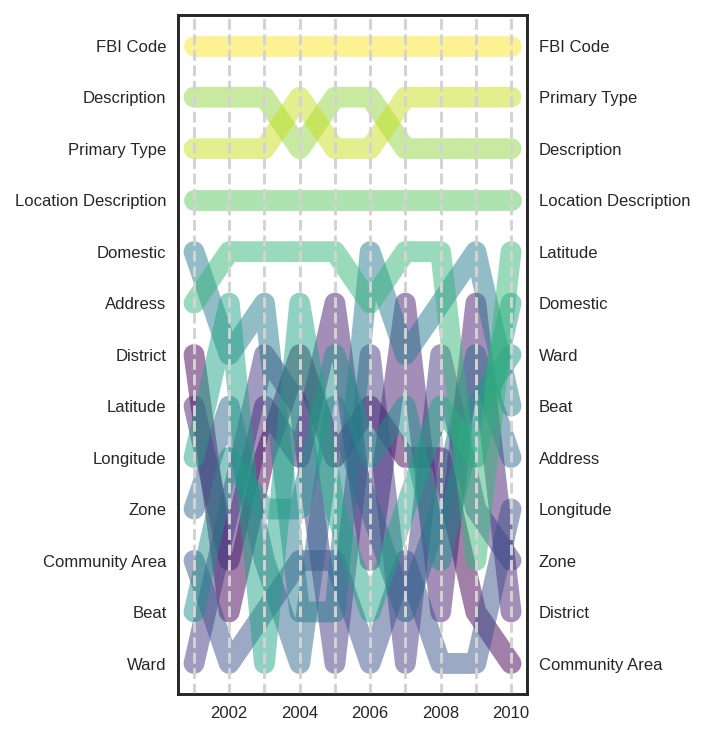 FBI Code FBI Code
Description Primary Type
Primary Type Description
Location Description Location Description
Domestic Latitude
Address Domestic
District Ward
Latitude Beat
Longitude Address
Zone Longitude
Community Area Zone
Beat District
Ward Community Area
2002 2004 2006 2008 2010